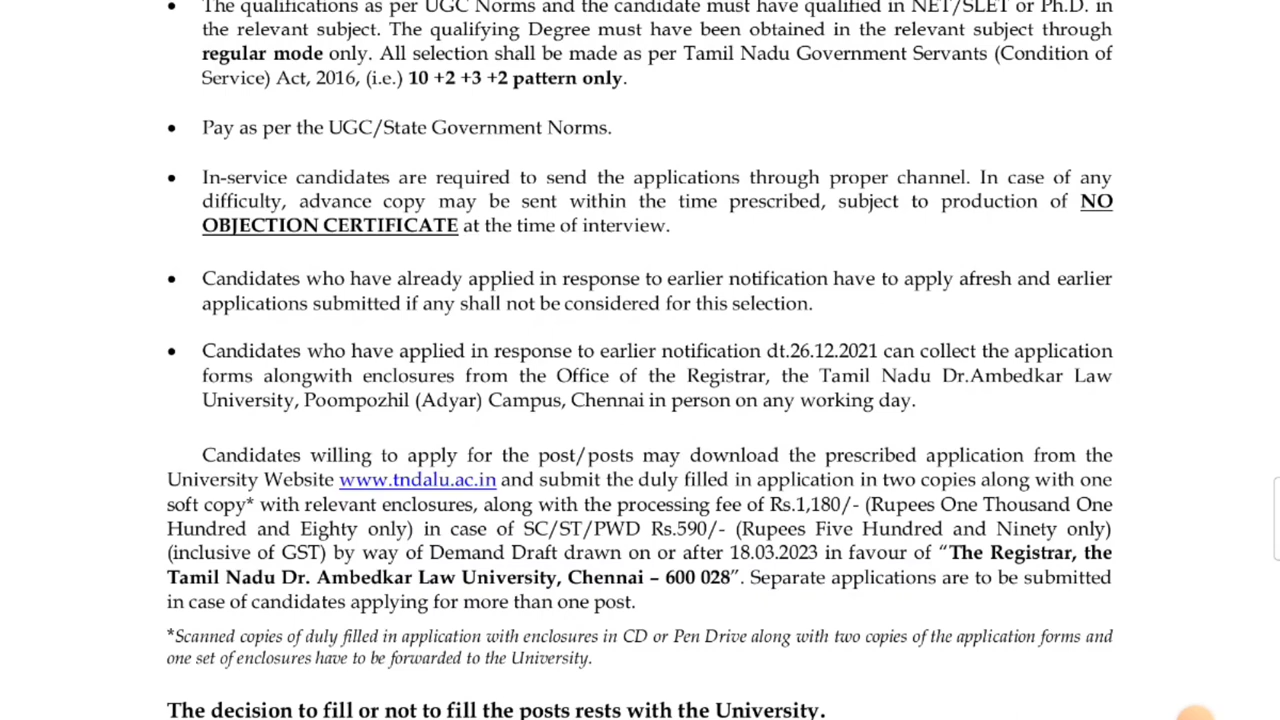 • The qualifications as per UGC Norms and the candidate must have qualified in NET/SLET or Ph.D. in
the relevant subject. The qualifying Degree must have been obtained in the relevant subject through
regular mode only. All selection shall be made as per Tamil Nadu Government Servants (Condition of
Service) Act, 2016, (i.e.) 10 +2 +3 +2 pattern only.
• Pay as per the UGC/State Government Norms.
• In-service candidates are required to send the applications through proper channel. In case of any
difficulty, advance copy may be sent within the time prescribed, subject to production of NO
OBJECTION CERTIFICATE at the time of interview.
• Candidates who have already applied in response to earlier notification have to apply afresh and earlier
applications submitted if any shall not be considered for this selection.
• Candidates who have applied in response to earlier notification dt.26.12.2021 can collect the application
forms alongwith enclosures from the Office of the Registrar, the Tamil Nadu Dr.Ambedkar Law
University, Poompozhil (Adyar) Campus, Chennai in person on any working day.
Candidates willing to apply for the post/posts may download the prescribed application from the
University Website www.tndalu.ac.in and submit the duly filled in application in two copies along with one
soft copy* with relevant enclosures, along with the processing fee of Rs.1,180/- (Rupees One Thousand One
Hundred and Eighty only) in case of SC/ST/PWD Rs.590/- (Rupees Five Hundred and Ninety only)
(inclusive of GST) by way of Demand Draft drawn on or after 18.03.2023 in favour of “The Registrar, the
Tamil Nadu Dr. Ambedkar Law University, Chennai – 600 028”. Separate applications are to be submitted
in case of candidates applying for more than one post.
*Scanned copies of duly filled in application with enclosures in CD or Pen Drive along with two copies of the application forms and
one set of enclosures have to be forwarded to the University.
The decision to fill or not to fill the posts rests with the University.